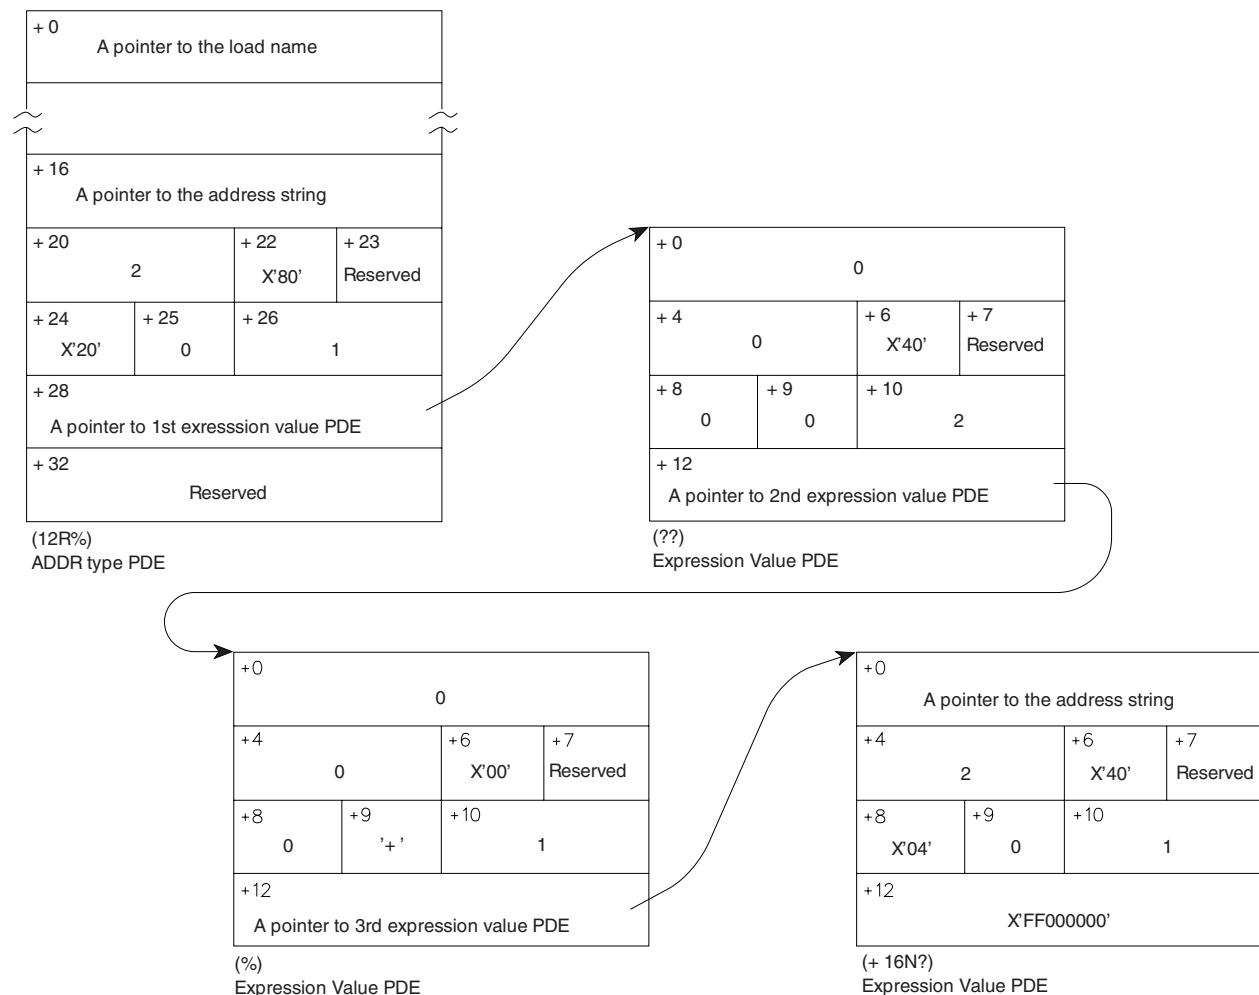 + 0
A pointer to the load name
+ 16
A pointer to the address string
+ 20
2
+ 22
X'80'
+ 23
Reserved
+ 24
X'20'
+ 25
0
+ 26
1
+ 28
A pointer to 1st exresssion value PDE
+ 32
Reserved
(12R%)
ADDR type PDE
+ 0
0
+ 4
0
+ 6
X'40'
+ 7
Reserved
+ 8
0
+ 9
0
+ 10
2
+ 12
A pointer to 2nd expression value PDE
(??)
Expression Value PDE
+0
0
+4
0
+6
X'00'
+7
Reserved
+8
0
+9
'+'
+10
1
+12
A pointer to 3rd expression value PDE
(%)
Expression Value PDE
+0
A pointer to the address string
+4
2
+6
X'40'
+7
Reserved
+8
X'04'
+9
0
+10
1
+12
X'FF000000'
(+ 16N?)
Expression Value PDE